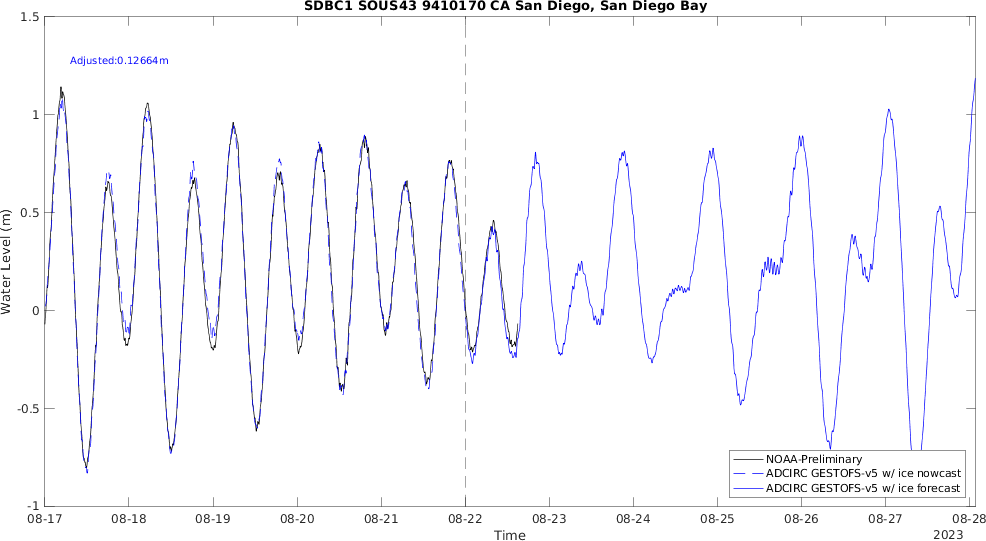 SDBC1 SOUS43 9410170 CA San Diego, San Diego Bay
Adjusted:0.12664m
Water Level (m)
1.5
1
0.5
0
-0.5
-1
NOAA-Preliminary
ADCIRC GESTOFS-v5 w/ ice nowcast
ADCIRC GESTOFS-v5 w/ ice forecast
08-17 08-18 08-19 08-20 08-21 08-22 08-23 08-24 08-25 08-26 08-27 08-28
Time
2023